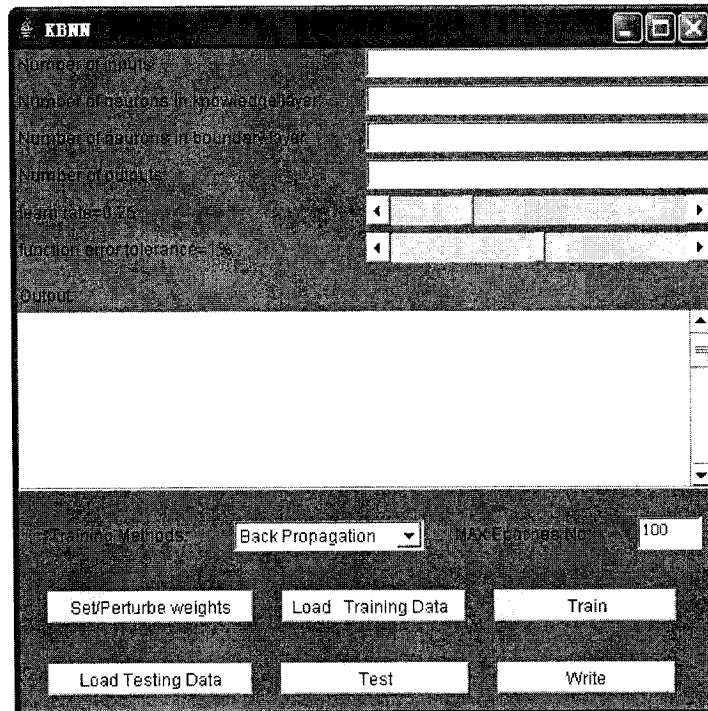 KBNN
Number of inputs
Number of neurons in knowledge layer
Number of neurons in boundary layer
Number of outputs
learn rate=0.25
function error tolerance=1%
Output
Training Methods: Back Propagation MAX Epoches No 100
Set/Perturbe weights Load Training Data Train
Load Testing Data Test Write